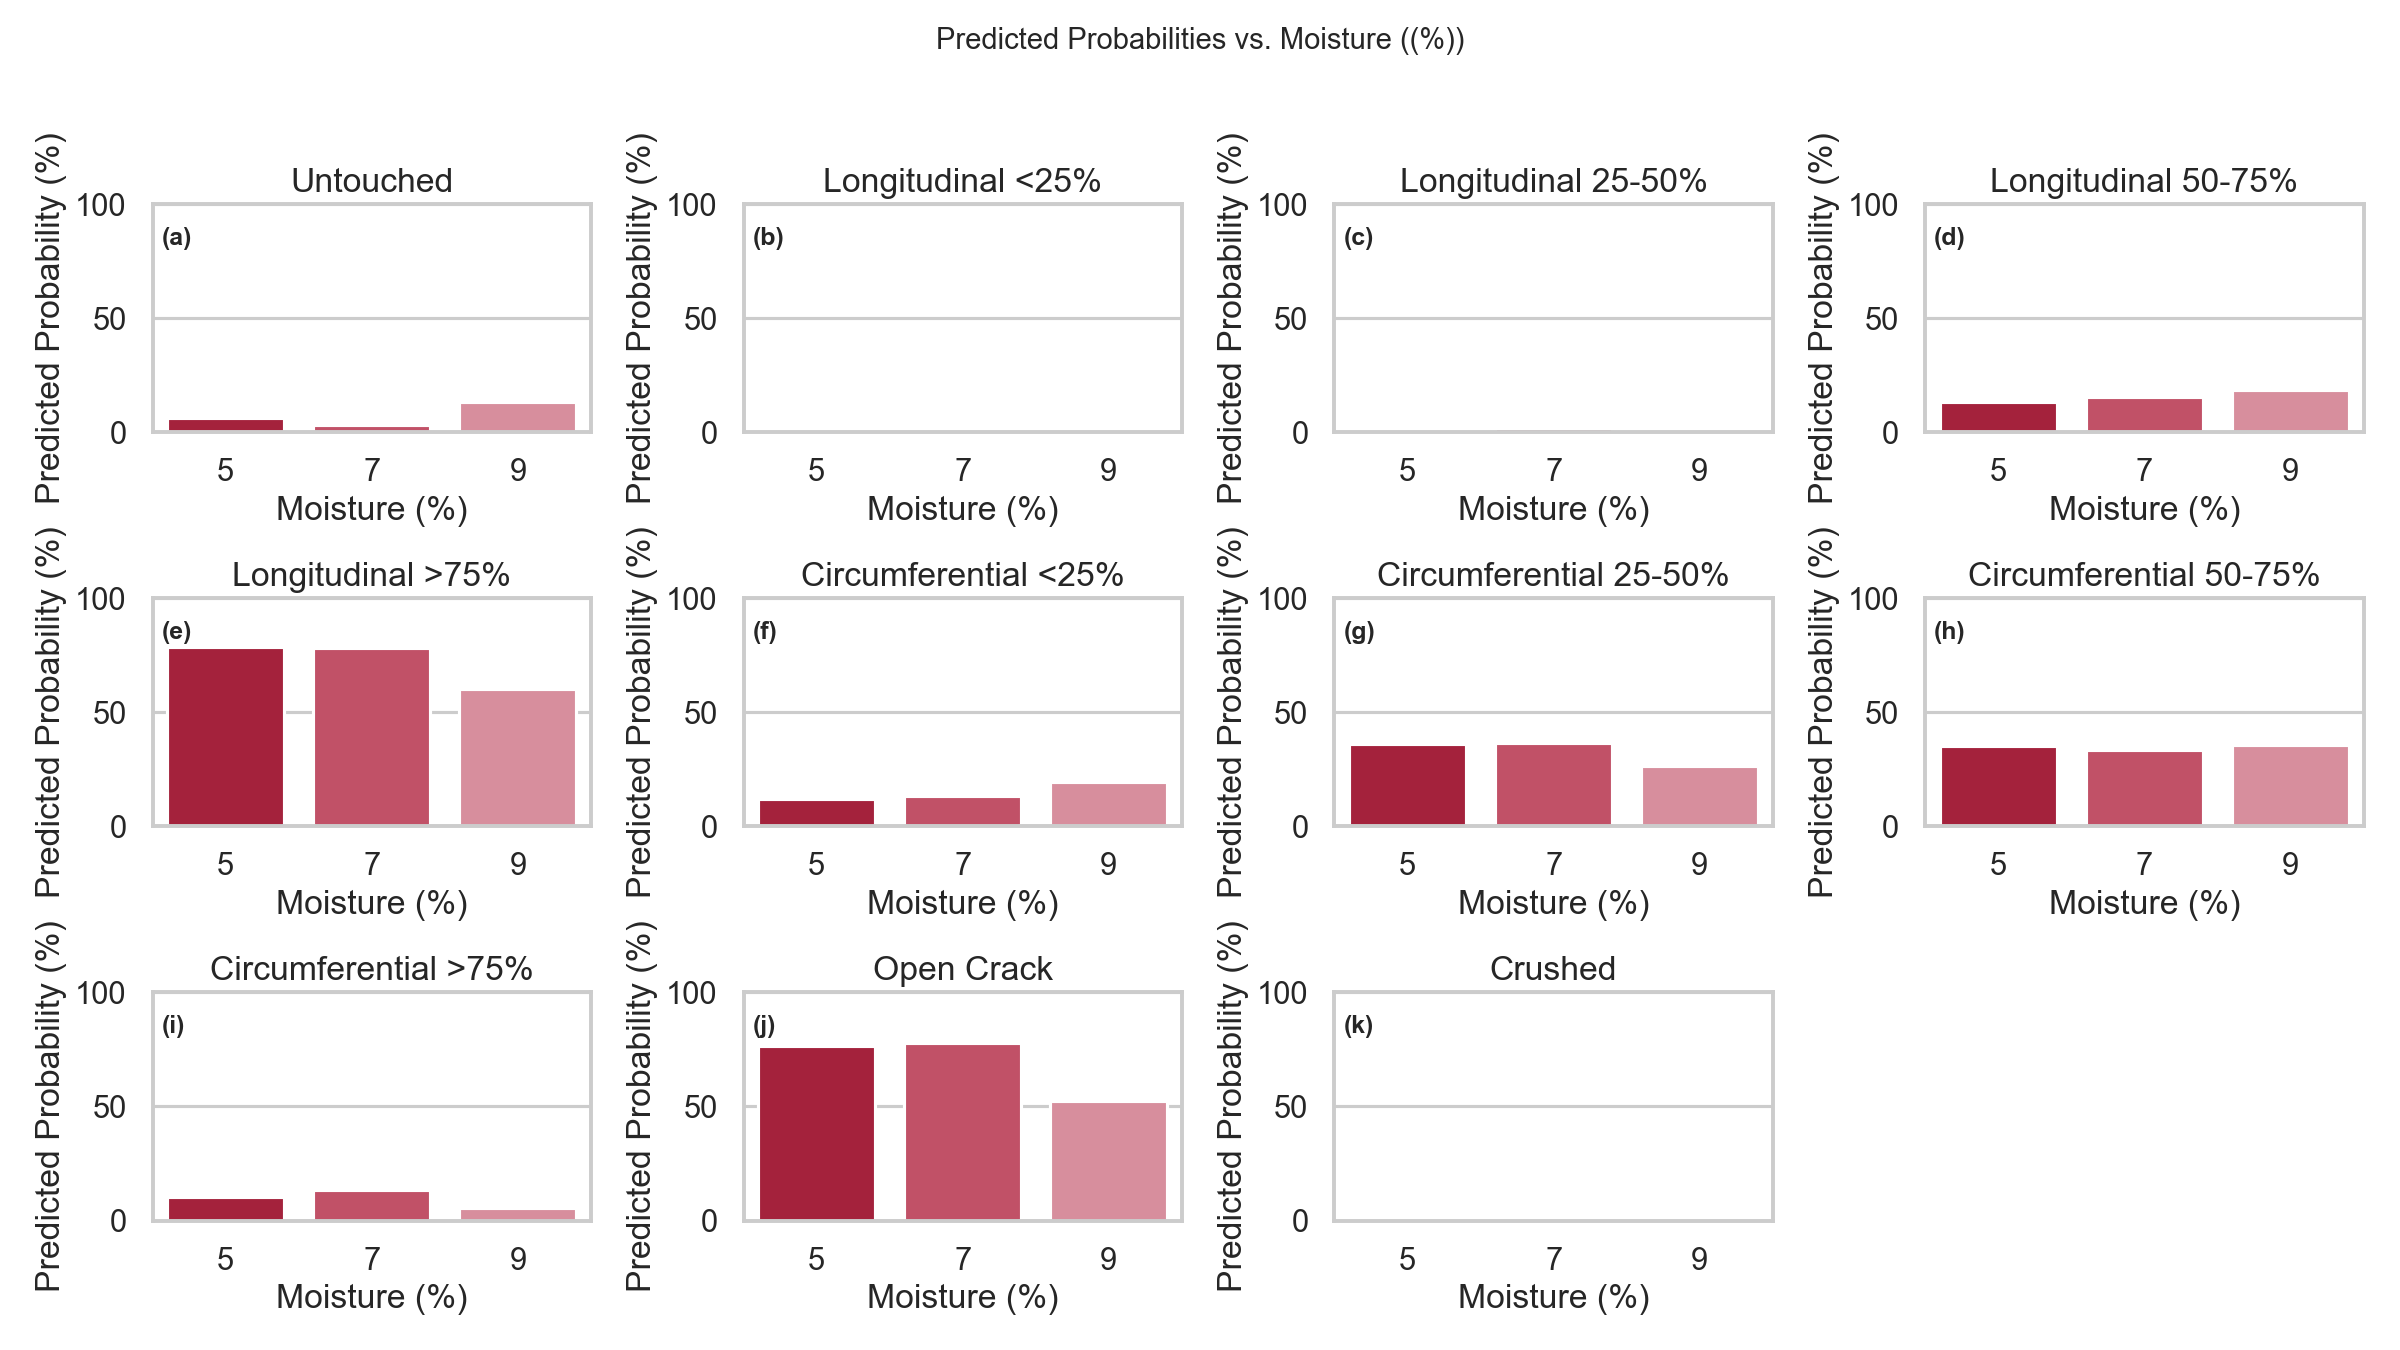 Predicted Probabilities vs. Moisture ((%))
Untouched
Predicted Probability (%)
100
50
0
(a)
5 7 9
Moisture (%)
Longitudinal <25%
Predicted Probability (%)
100
50
0
(b)
5 7 9
Moisture (%)
Longitudinal 25-50%
Predicted Probability (%)
100
50
0
(c)
5 7 9
Moisture (%)
Longitudinal 50-75%
Predicted Probability (%)
100
50
0
(d)
5 7 9
Moisture (%)
Longitudinal >75%
Predicted Probability (%)
100
50
0
(e)
5 7 9
Moisture (%)
Circumferential <25%
Predicted Probability (%)
100
50
0
(f)
5 7 9
Moisture (%)
Circumferential 25-50%
Predicted Probability (%)
100
50
0
(g)
5 7 9
Moisture (%)
Circumferential 50-75%
Predicted Probability (%)
100
50
0
(h)
5 7 9
Moisture (%)
Circumferential >75%
Predicted Probability (%)
100
50
0
(i)
5 7 9
Moisture (%)
Open Crack
Predicted Probability (%)
100
50
0
(j)
5 7 9
Moisture (%)
Crushed
Predicted Probability (%)
100
50
0
(k)
5 7 9
Moisture (%)